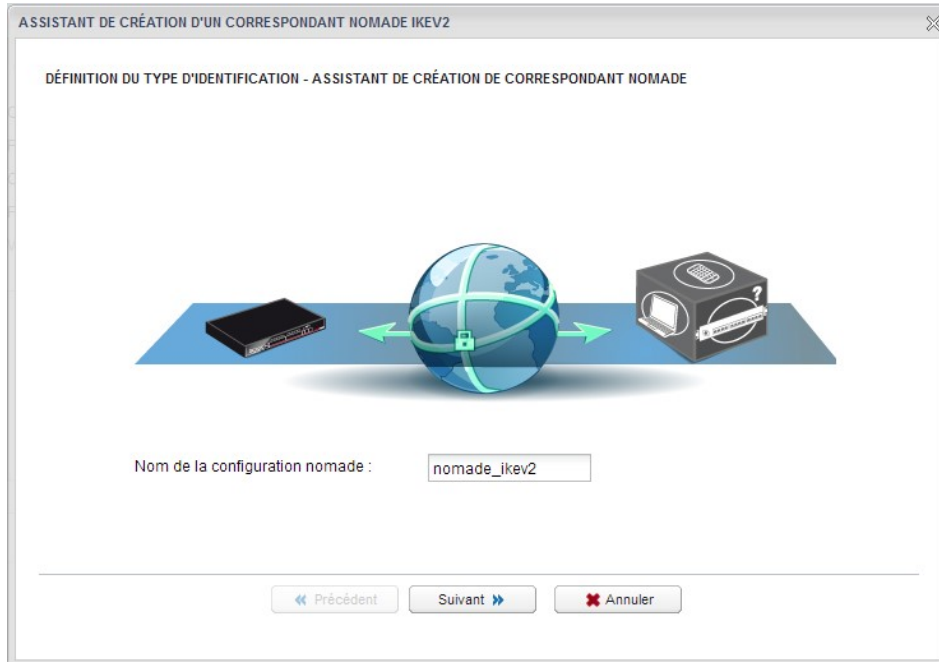 ASSISTANT DE CRÉATION D'UN CORRESPONDANT NOMADE IKEV2
DÉFINITION DU TYPE D'IDENTIFICATION - ASSISTANT DE CRÉATION DE CORRESPONDANT NOMADE
?
Nom de la configuration nomade :
nomade_ikev2
Précédent
Suivant
Annuler